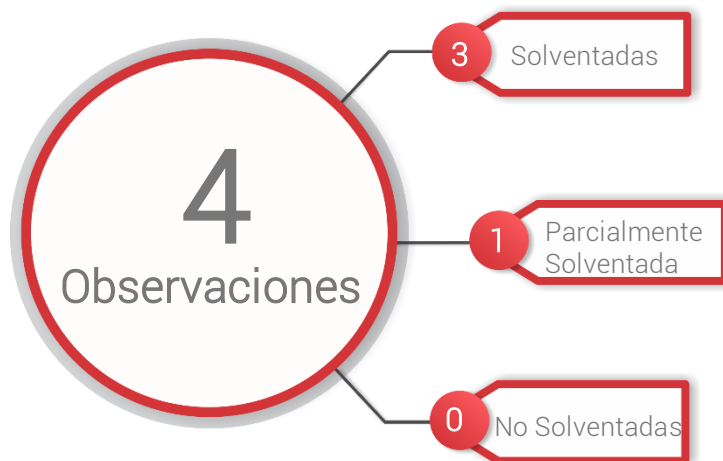 4
Observaciones
3
Solventadas
1
Parcialmente
Solventada
0
No Solventadas